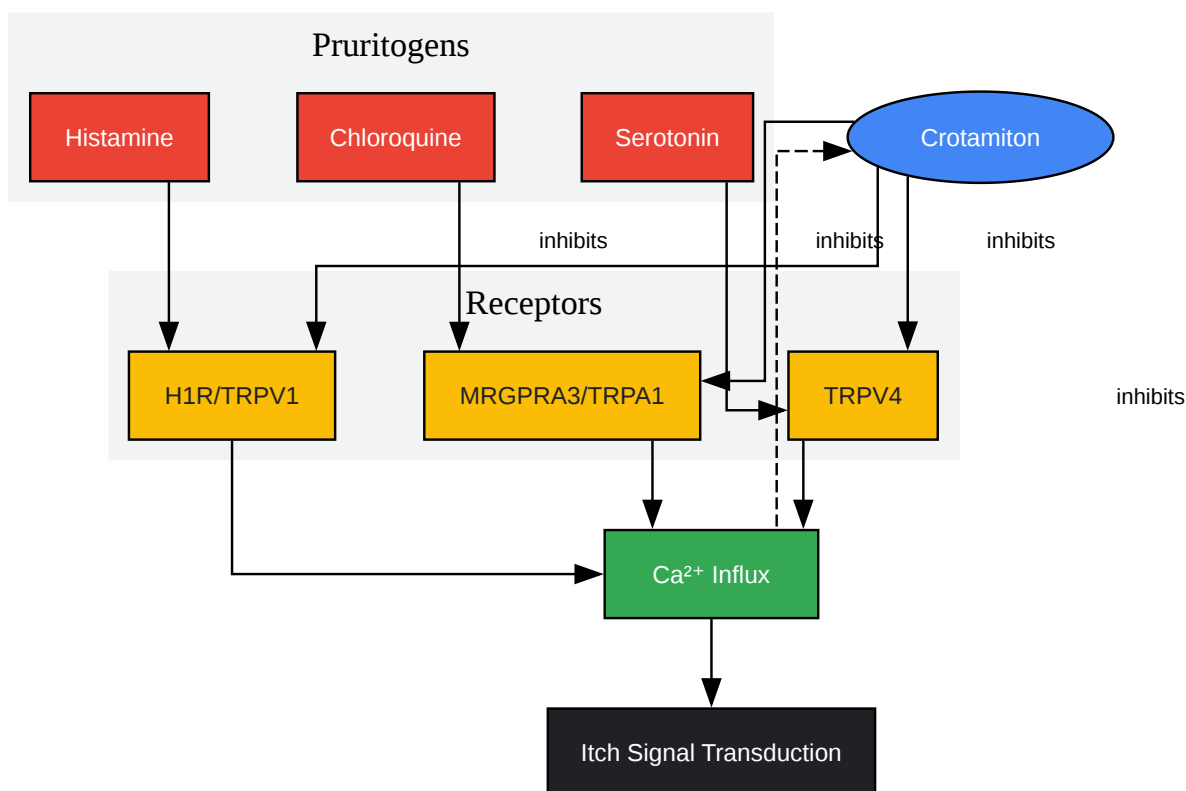 Pruritogens
Histamine
Chloroquine
Serotonin
Crotamiton
inhibits
inhibits
inhibits
Receptors
H1R/TRPV1
MRGPRA3/TRPA1
TRPV4
inhibits
Ca²⁺ Influx
Itch Signal Transduction